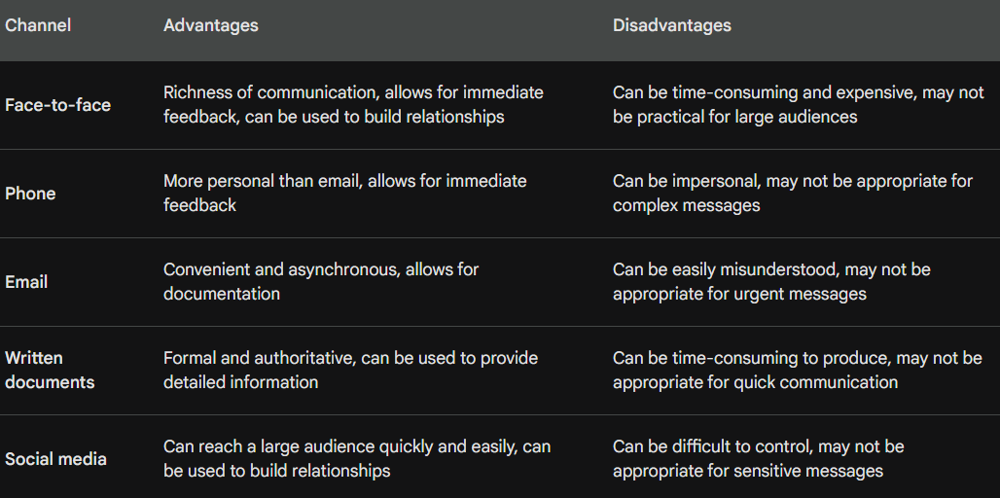 Channel Advantages Disadvantages
Face-to-face
Richness of communication, allows for immediate
feedback, can be used to build relationships
Can be time-consuming and expensive, may not
be practical for large audiences
Phone
More personal than email, allows for immediate
feedback
Can be impersonal, may not be appropriate for
complex messages
Email
Convenient and asynchronous, allows for
documentation
Can be easily misunderstood, may not be
appropriate for urgent messages
Written
documents
Formal and authoritative, can be used to provide
detailed information
Can be time-consuming to produce, may not be
appropriate for quick communication
Social media
Can reach a large audience quickly and easily, can
be used to build relationships
Can be difficult to control, may not be
appropriate for sensitive messages